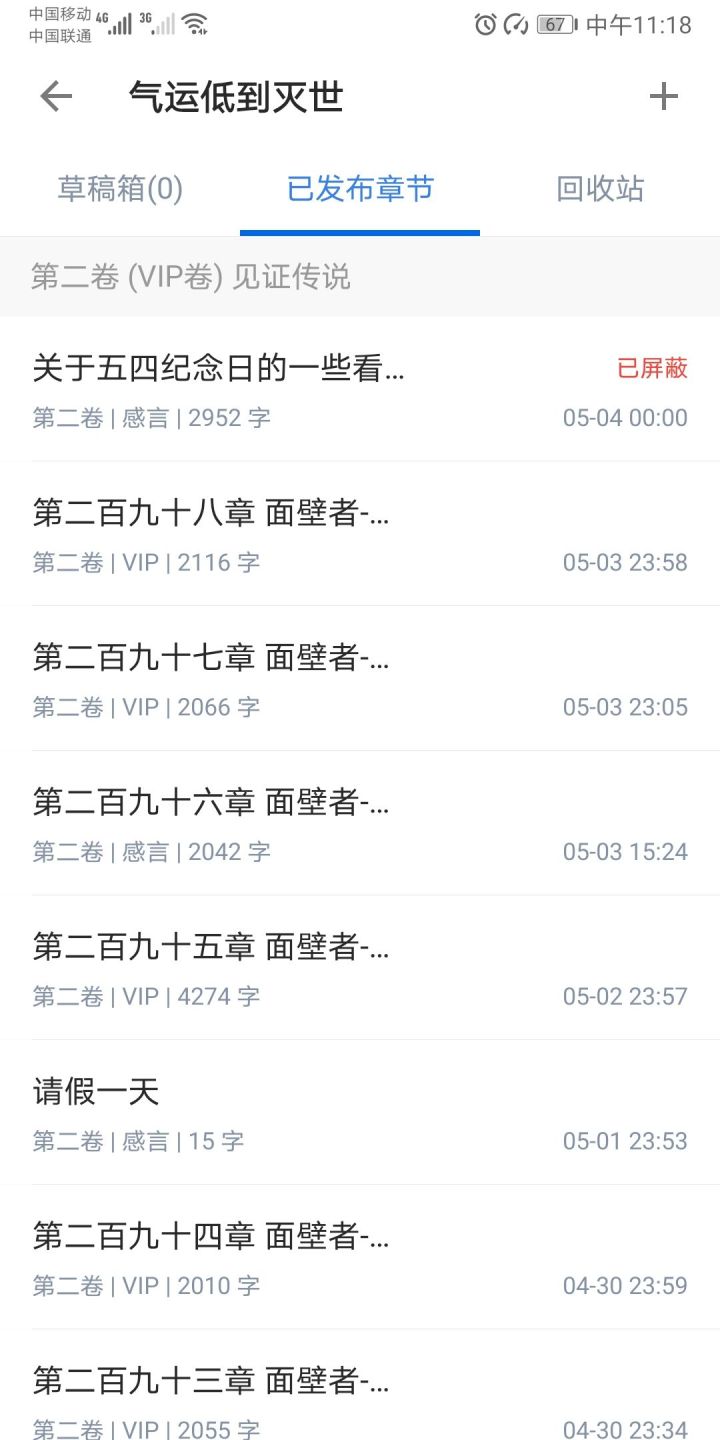 中国移动 4G 3G
中国联通
67 中午11:18
气运低到灭世
草稿箱(0) 已发布章节 回收站
第二卷 (VIP卷) 见证传说
关于五四纪念日的一些看... 已屏蔽
第二卷 | 感言 | 2952 字 05-04 00:00
第二百九十八章 面壁者-...
第二卷 | VIP | 2116 字 05-03 23:58
第二百九十七章 面壁者-...
第二卷 | VIP | 2066 字 05-03 23:05
第二百九十六章 面壁者-...
第二卷 | 感言 | 2042 字 05-03 15:24
第二百九十五章 面壁者-...
第二卷 | VIP | 4274 字 05-02 23:57
请假一天
第二卷 | 感言 | 15 字 05-01 23:53
第二百九十四章 面壁者-...
第二卷 | VIP | 2010 字 04-30 23:59
第二百九十三章 面壁者-...
第二卷 | VIP | 2055 字 04-30 23:34